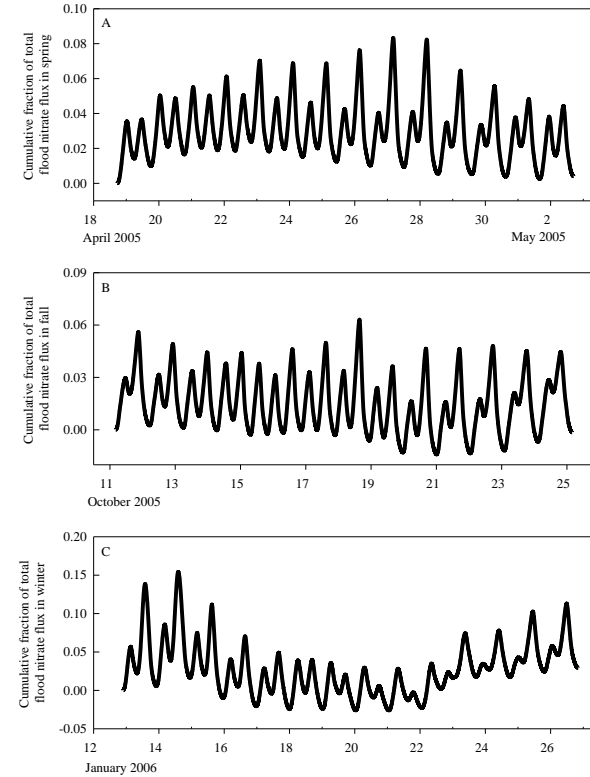 Cumulative fraction of total
flood nitrate flux in spring
A
0.10
0.08
0.06
0.04
0.02
0.00
18 20 22 24 26 28 30 2
April 2005 May 2005
Cumulative fraction of total
flood nitrate flux in fall
B
0.09
0.06
0.03
0.00
11 13 15 17 19 21 23 25
October 2005
Cumulative fraction of total
flood nitrate flux in winter
C
0.20
0.15
0.10
0.05
0.00
-0.05
12 14 16 18 20 22 24 26
January 2006